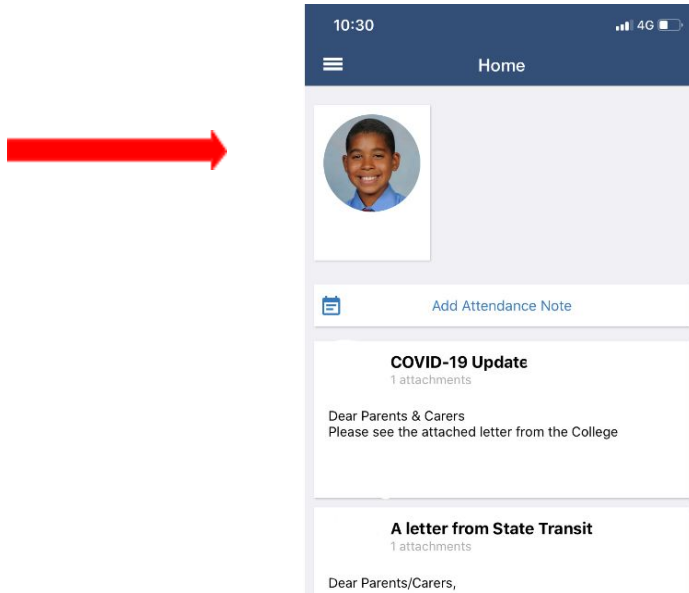 10:30
4G
Home
Add Attendance Note
COVID-19 Update
1 attachments
Dear Parents & Carers
Please see the attached letter from the College
A letter from State Transit
1 attachments
Dear Parents/Carers,